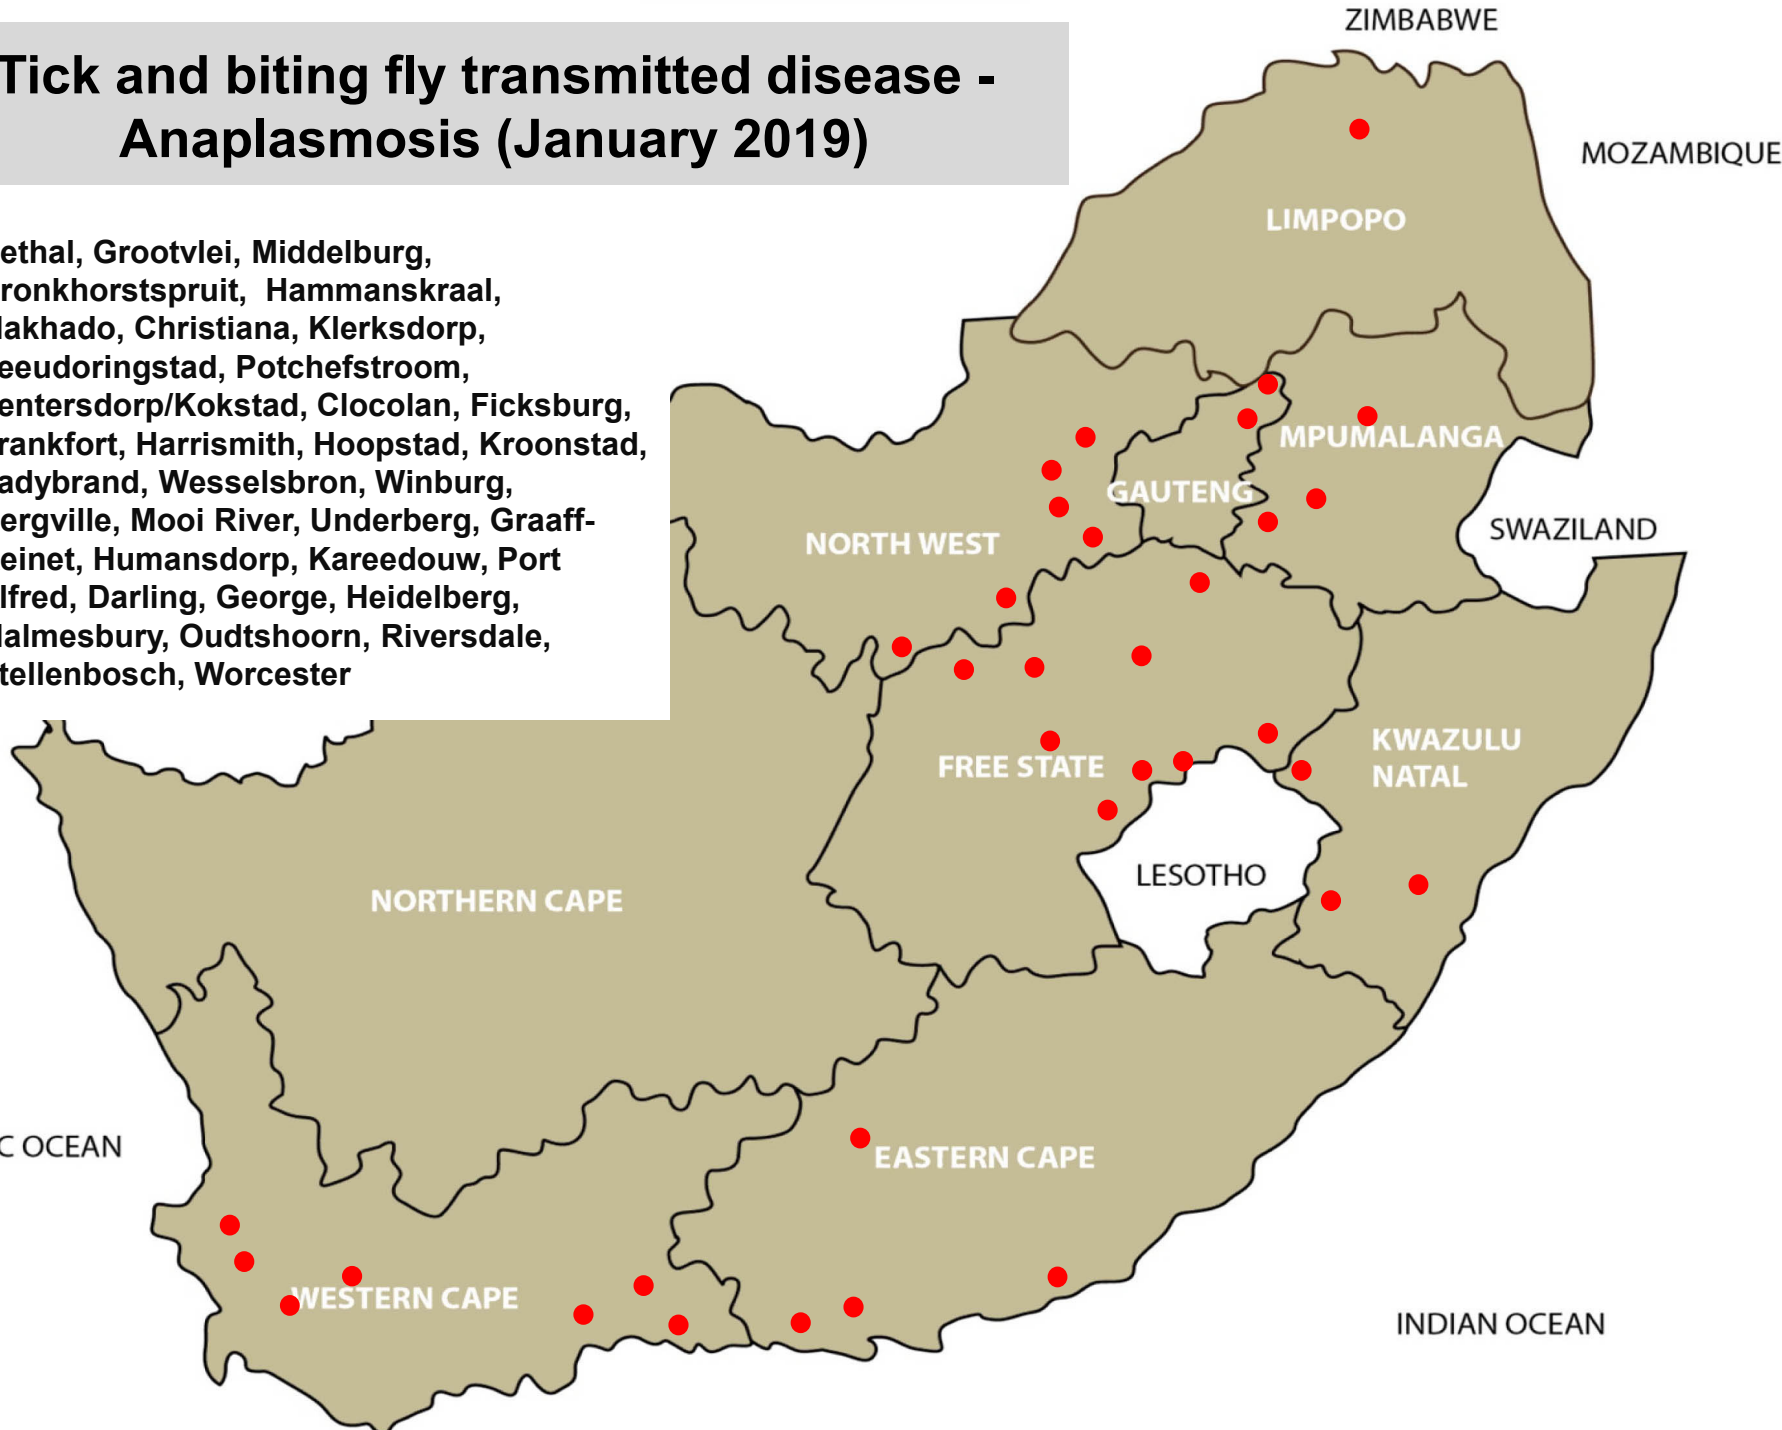 Tick and biting fly transmitted disease -
Anaplasmosis (January 2019)
ethal, Grootvlei, Middelburg,
ronkhorstspruit, Hammanskraal,
lakhado, Christiana, Klerksdorp,
eeudoringstad, Potchefstroom,
entersdorp/Kokstad, Clocolan, Ficksburg,
rankfort, Harrismith, Hoopstad, Kroonstad,
adybrand, Wesselsbron, Winburg,
ergville, Mooi River, Underberg, Graaff-
einet, Humansdorp, Kareedouw, Port
lfred, Darling, George, Heidelberg,
lalmesbury, Oudtshoorn, Riversdale,
tellenbosch, Worcester
ZIMBABWE
MOZAMBIQUE
LIMPOPO
MPUMALANGA
GAUTENG
NORTH WEST
SWAZILAND
FREE STATE
KWAZULU
NATAL
LESOTHO
NORTHERN CAPE
C OCEAN
EASTERN CAPE
WESTERN CAPE
INDIAN OCEAN